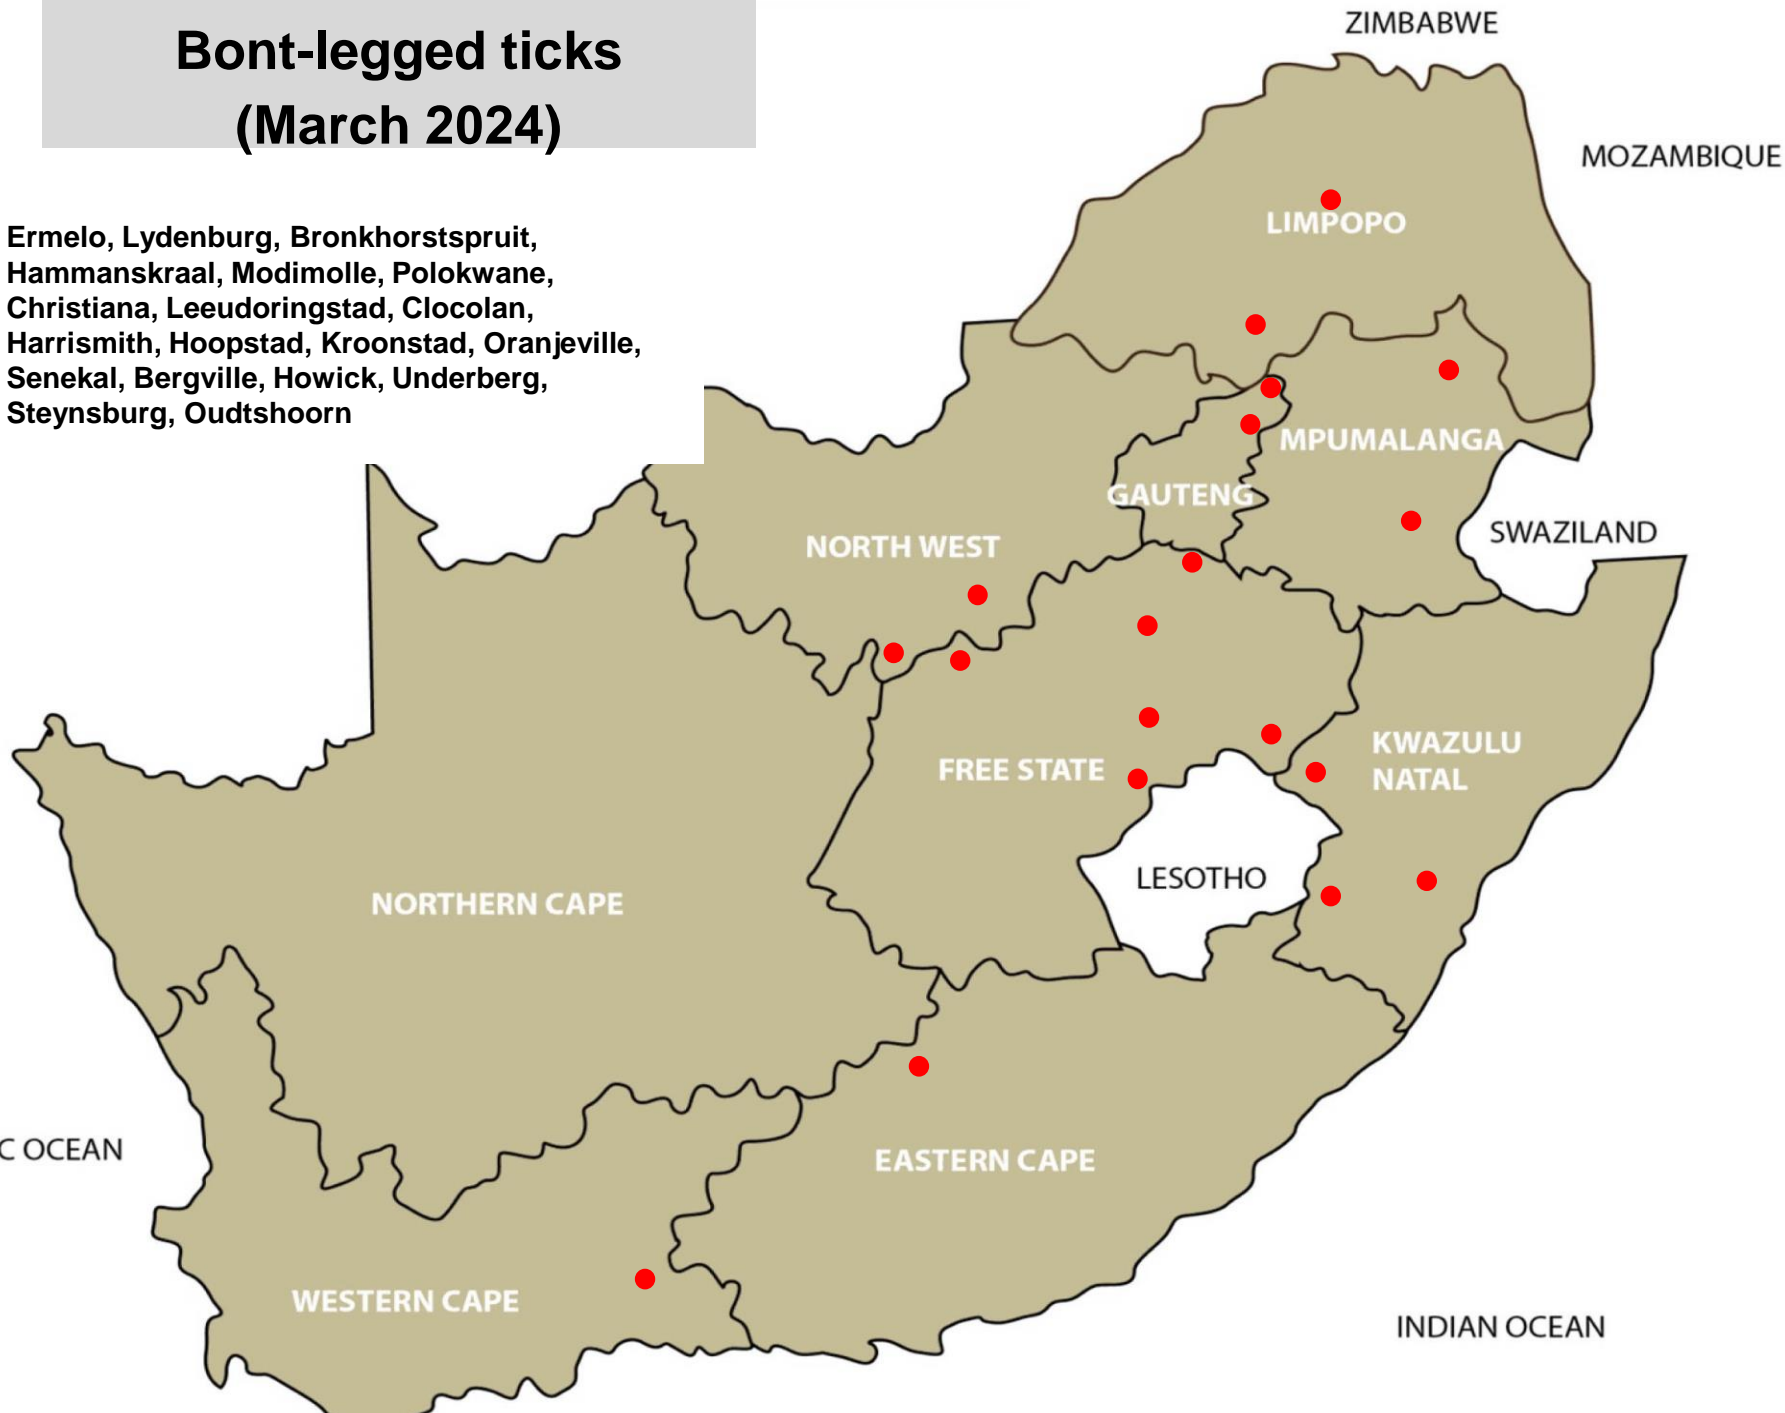 Bont-legged ticks
(March 2024)
Ermelo, Lydenburg, Bronkhorstspruit,
Hammanskraal, Modimolle, Polokwane,
Christiana, Leeudoringstad, Clocolan,
Harrismith, Hoopstad, Kroonstad, Oranjeville,
Senekal, Bergville, Howick, Underberg,
Steynsburg, Oudtshoorn
ZIMBABWE
MOZAMBIQUE
LIMPOPO
MPUMALANGA
GAUTENG
SWAZILAND
NORTH WEST
KWAZULU
NATAL
FREE STATE
LESOTHO
NORTHERN CAPE
C OCEAN
EASTERN CAPE
WESTERN CAPE
INDIAN OCEAN